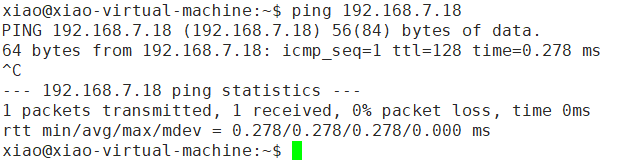 xiao@xiao-virtual-machine:~$ ping 192.168.7.18
PING 192.168.7.18 (192.168.7.18) 56(84) bytes of data.
64 bytes from 192.168.7.18: icmp_seq=1 ttl=128 time=0.278 ms
^C
--- 192.168.7.18 ping statistics ---
1 packets transmitted, 1 received, 0% packet loss, time 0ms
rtt min/avg/max/mdev = 0.278/0.278/0.278/0.000 ms
xiao@xiao-virtual-machine:~$